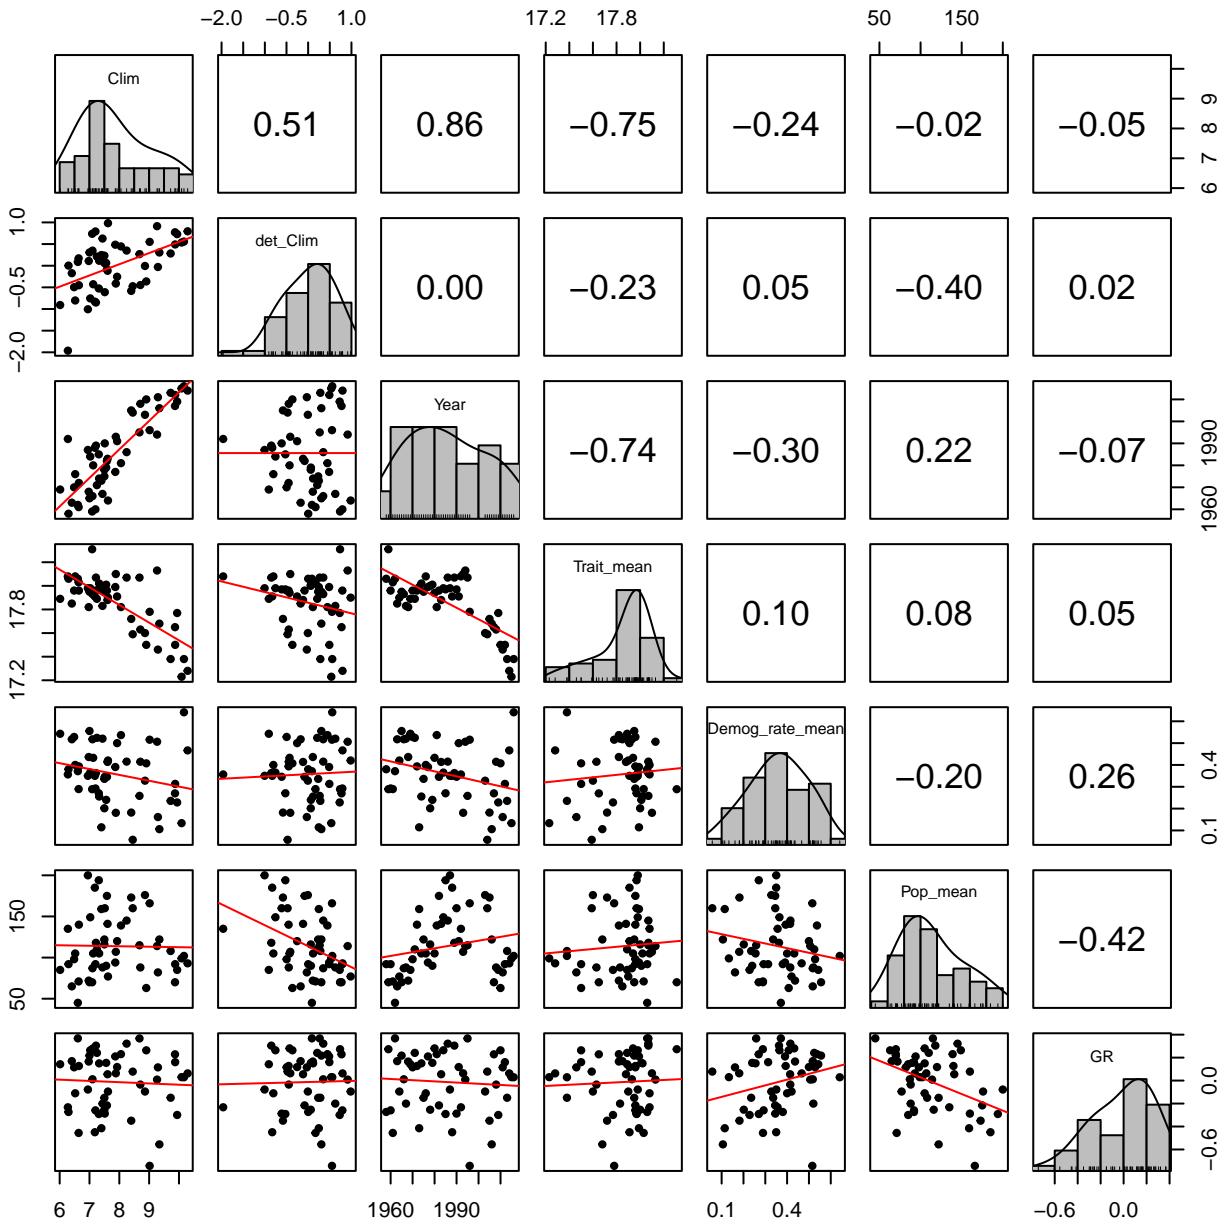 −2.0 −0.5 1.0 17.2 17.8 50 150
Clim
0.51 0.86 −0.75 −0.24 −0.02 −0.05
6 7 8 9
−2.0 −0.5 1.0
det_Clim
0.00 −0.23 0.05 −0.40 0.02
Year
−0.74 −0.30 0.22 −0.07
1960 1990
17.2 17.8
Trait_mean
0.10 0.08 0.05
Demog_rate_mean
−0.20 0.26
0.1 0.4
50 150
Pop_mean
−0.42
GR
−0.6 0.0
6 7 8 9 1960 1990 0.1 0.4 −0.6 0.0